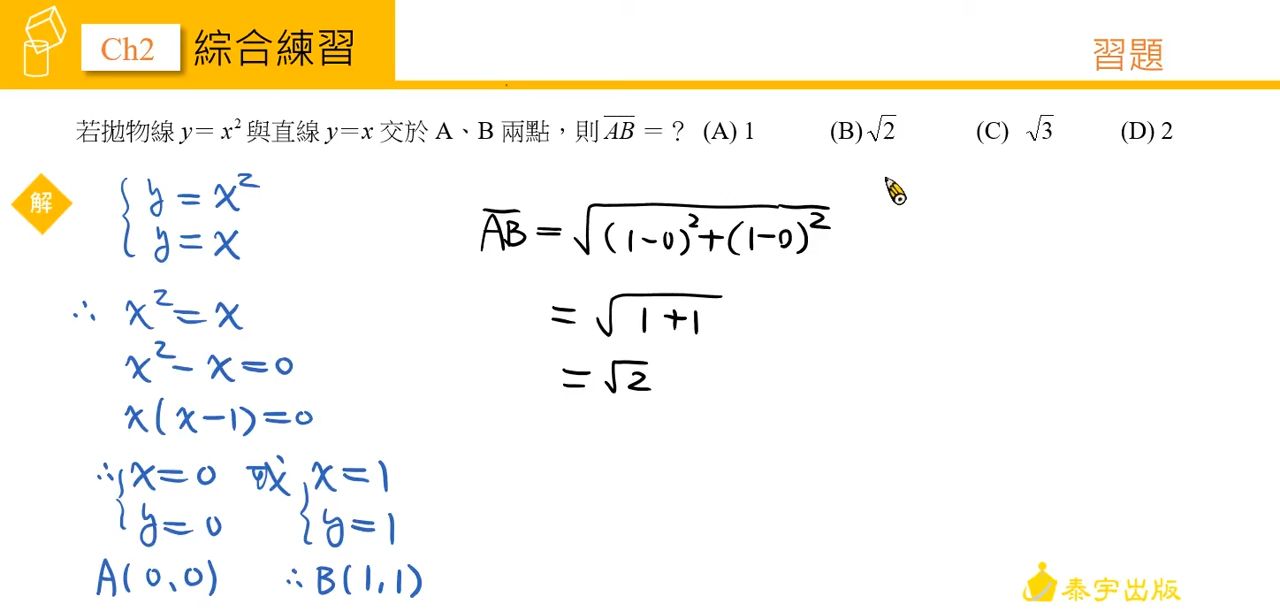 Ch2 綜合練習
習題
若拋物線 y= x² 與直線 y=x 交於 A、B 兩點，則 \overline{AB} = ? (A) 1 (B) √2 (C) √3 (D) 2
解
{ y = x²
{ y = x
∴ x² = x
x² - x = 0
x(x-1) = 0
∴ { x = 0 或 { x = 1
{ y = 0 { y = 1
A(0,0) ∴ B(1,1)
\overline{AB} = √((1-0)²+(1-0)²)
= √(1+1)
= √2
泰宇出版